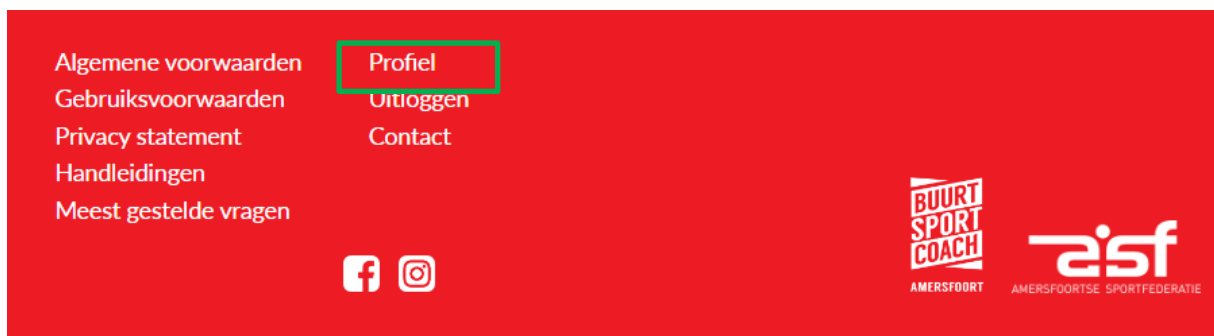 Algemene voorwaarden
Gebruiksvoorwaarden
Privacy statement
Handleidingen
Meest gestelde vragen
Profiel
Uitloggen
Contact
BUURT
SPORT
COACH
AMERSFOORT
asf
AMERSFOORTSE SPORTFEDERATIE